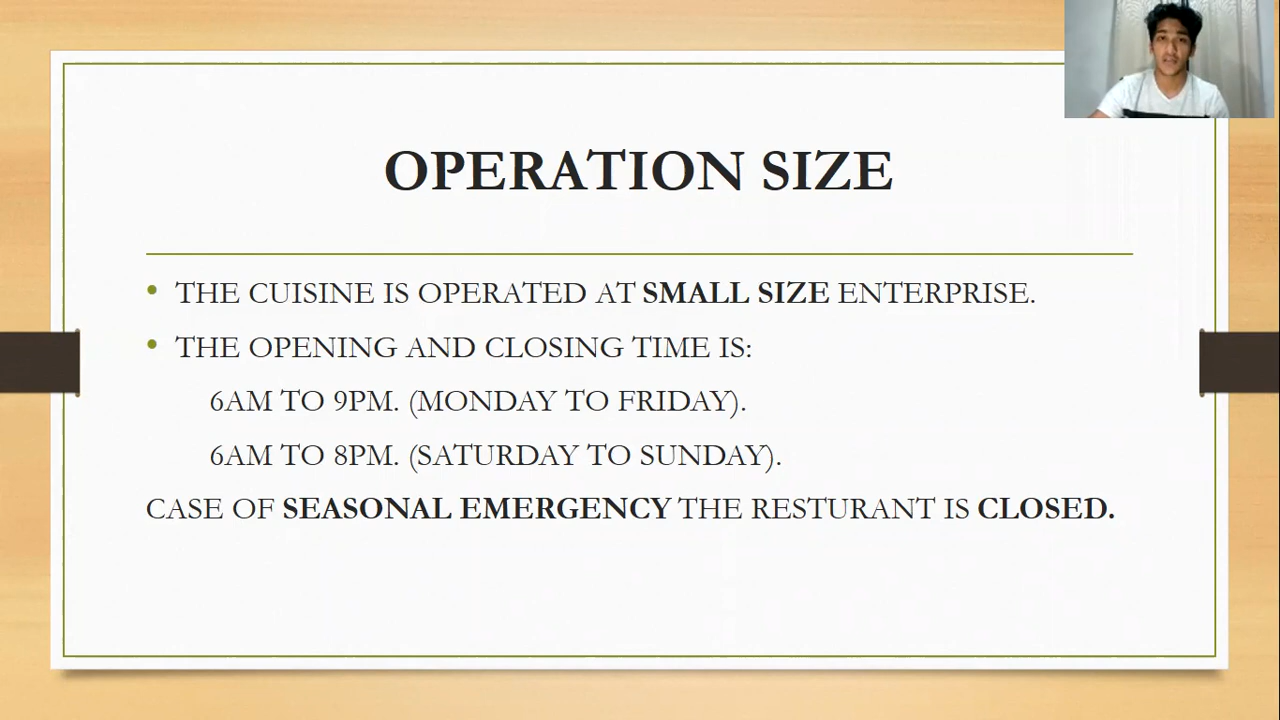 OPERATION SIZE
• THE CUISINE IS OPERATED AT SMALL SIZE ENTERPRISE.
• THE OPENING AND CLOSING TIME IS:
6AM TO 9PM. (MONDAY TO FRIDAY).
6AM TO 8PM. (SATURDAY TO SUNDAY).
CASE OF SEASONAL EMERGENCY THE RESTURANT IS CLOSED.